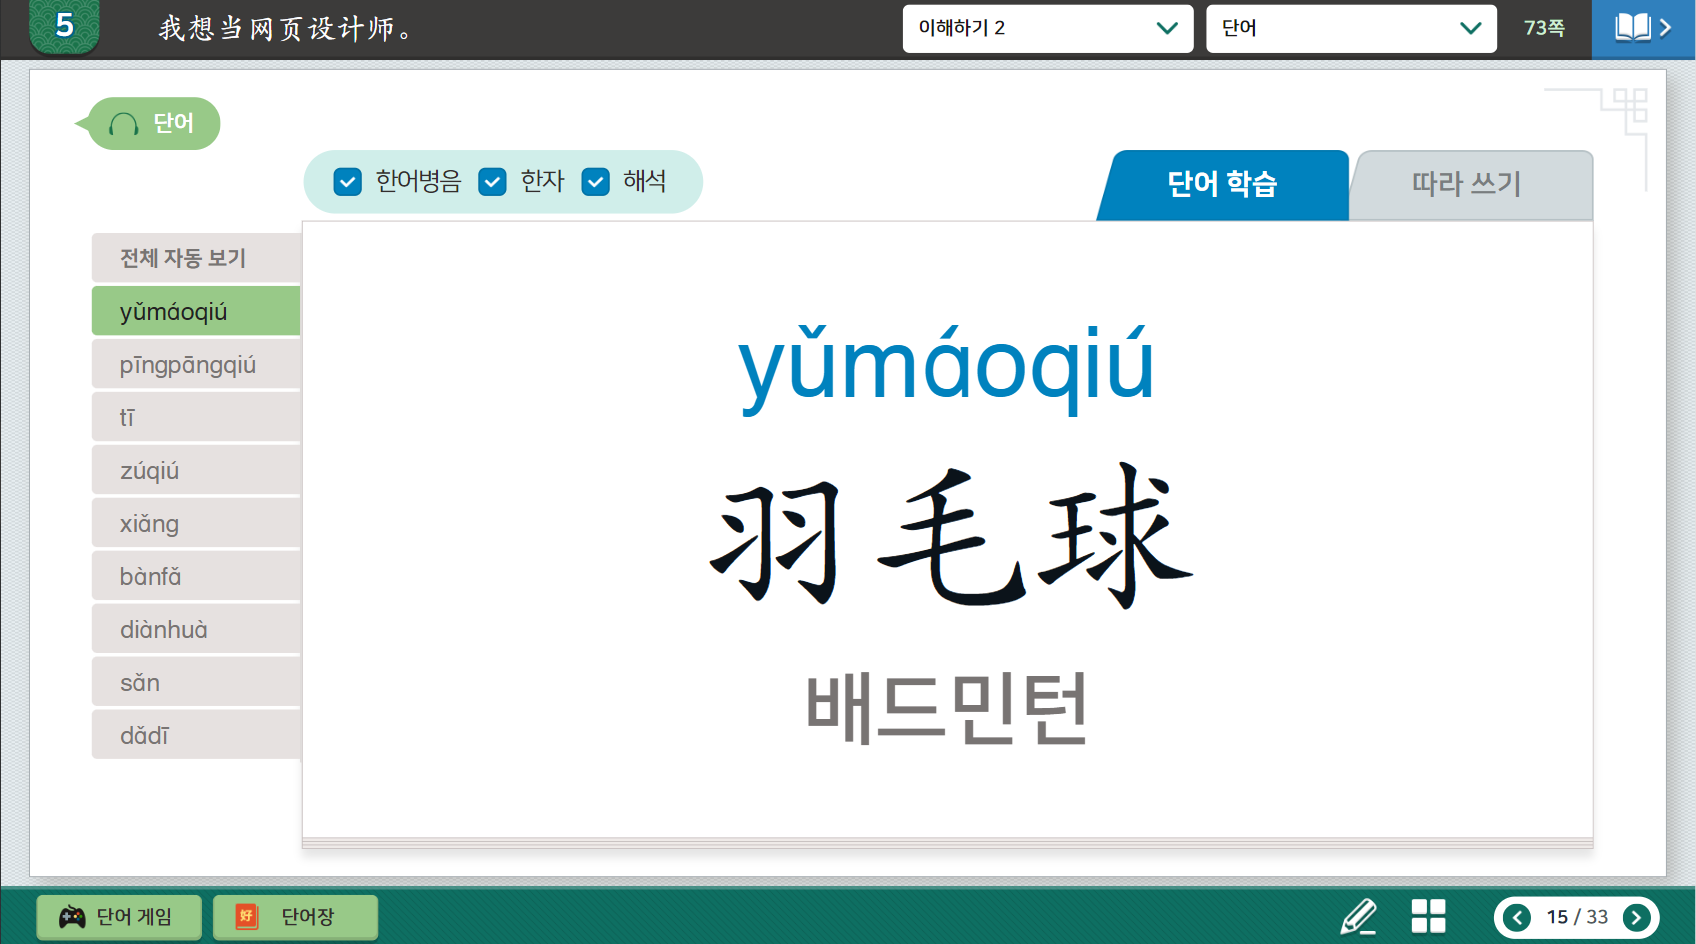 5
我想当网页设计师。
이해하기 2
단어
73쪽
단어
한어병음 한자 해석
단어 학습
따라 쓰기
전체 자동 보기
yǔmáoqiú
pīngpāngqiú
tī
zúqiú
xiǎng
bànfǎ
diànhuà
sǎn
dǎdī
yǔmáoqiú
羽毛球
배드민턴
단어 게임
好 단어장
15 / 33